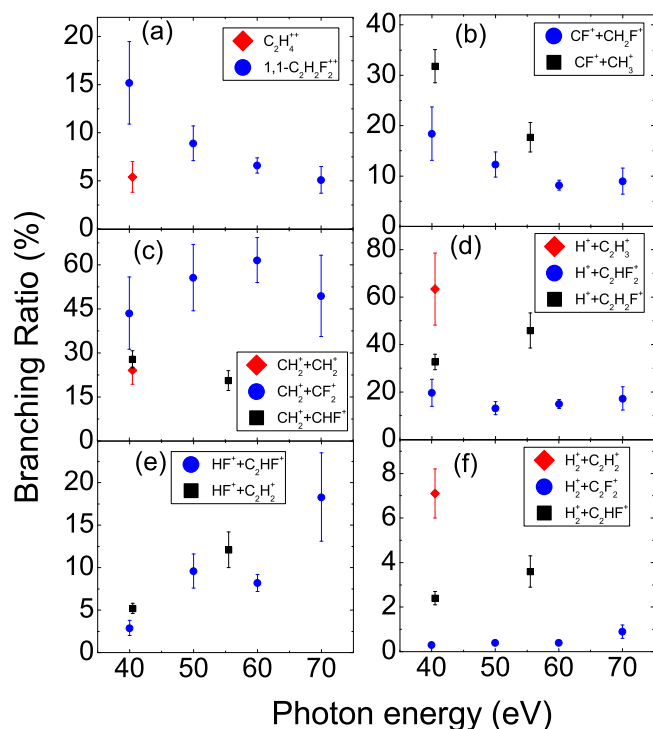 Branching Ratio (%)
(a)
C₂H₄⁺⁺
1,1-C₂H₂F₂⁺⁺
20
15
10
5
0
(b)
CF⁺+CH₂F⁺
CF⁺+CH₃⁺
40
30
20
10
0
(c)
CH₂⁺+CH₂⁺
CH₂⁺+CF₂⁺
CH₂⁺+CHF⁺
60
45
30
15
0
(d)
H⁺+C₂H₃⁺
H⁺+C₂HF₂⁺
H⁺+C₂H₂F⁺
80
60
40
20
0
(e)
HF⁺+C₂HF⁺
HF⁺+C₂H₂⁺
20
15
10
5
0
40 50 60 70
(f)
H₂⁺+C₂H₂⁺
H₂⁺+C₂F₂⁺
H₂⁺+C₂HF⁺
8
6
4
2
0
40 50 60 70
Photon energy (eV)